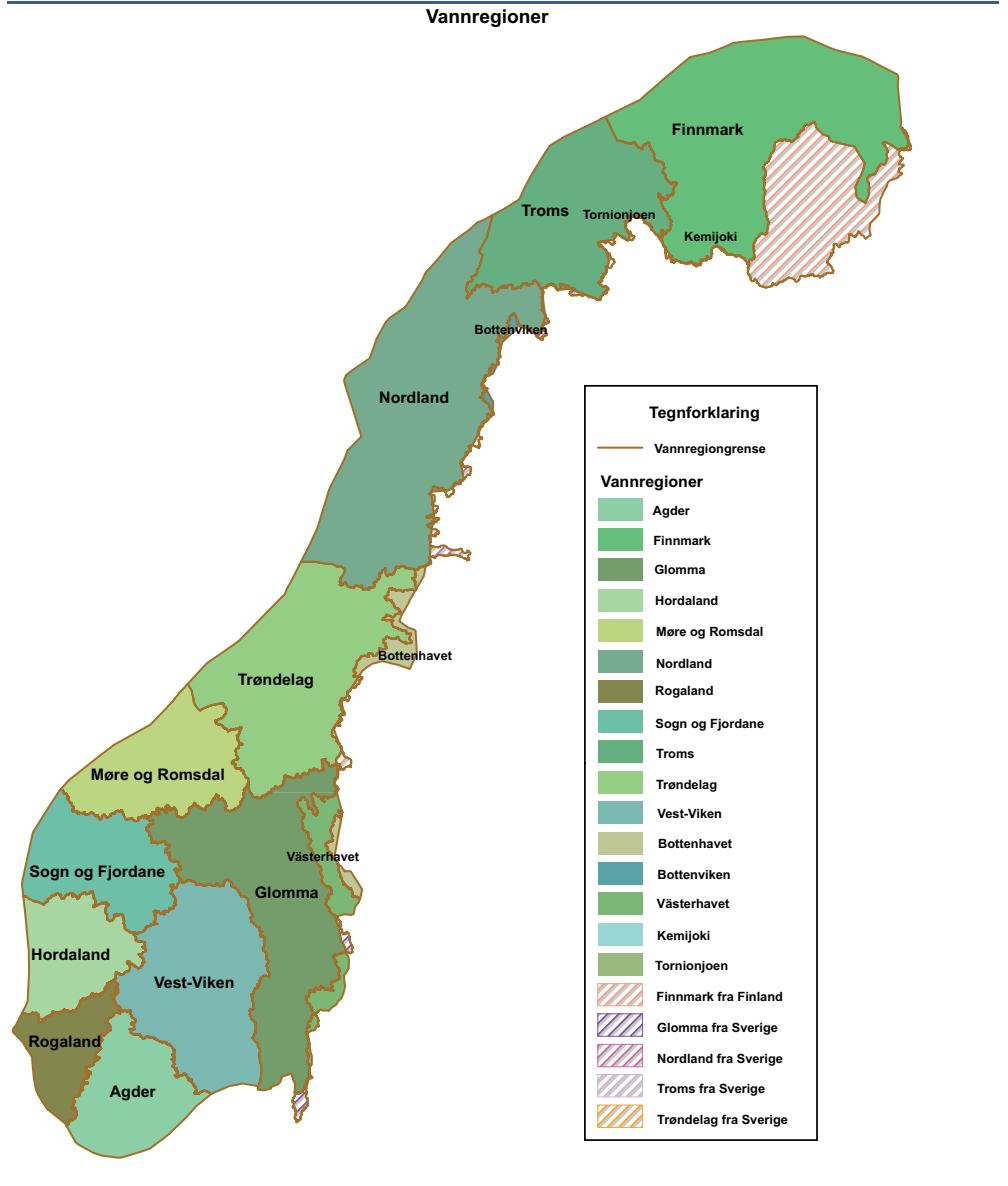 Vannregioner
Finnmark
Troms
Tornionjoen
Kemijoki
Bottenviken
Nordland
Bottenhavet
Trøndelag
Møre og Romsdal
Västerhavet
Sogn og Fjordane
Glomma
Hordaland
Vest-Viken
Rogaland
Agder
Tegnforklaring
Vannregiongrense
Vannregioner
Agder
Finnmark
Glomma
Hordaland
Møre og Romsdal
Nordland
Rogaland
Sogn og Fjordane
Troms
Trøndelag
Vest-Viken
Bottenhavet
Bottenviken
Västerhavet
Kemijoki
Tornionjoen
Finnmark fra Finland
Glomma fra Sverige
Nordland fra Sverige
Troms fra Sverige
Trøndelag fra Sverige